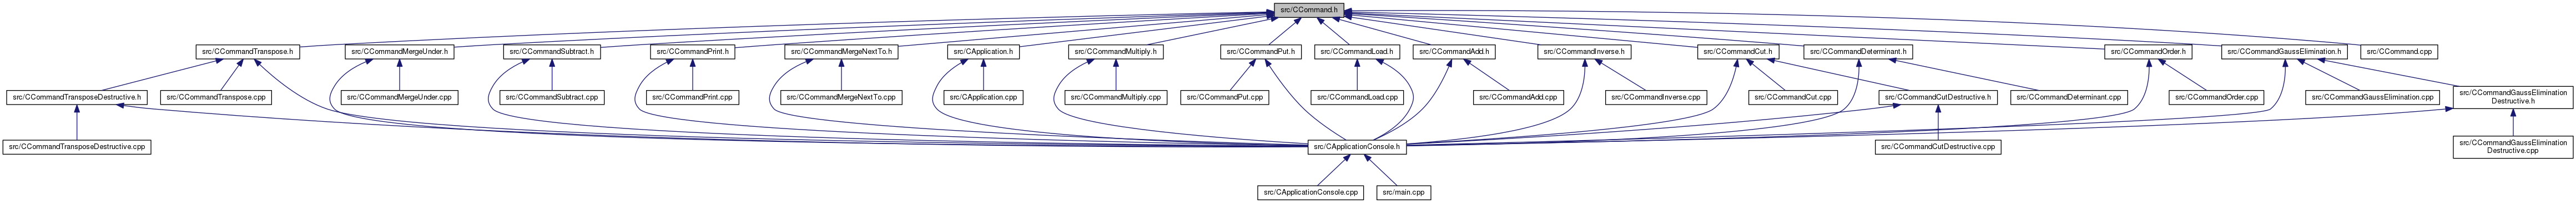 src/CCommand.h
src/CCommandTranspose.h
src/CCommandMergeUnder.h
src/CCommandSubtract.h
src/CCommandPrint.h
src/CCommandMergeNextTo.h
src/CApplication.h
src/CCommandMultiply.h
src/CCommandPut.h
src/CCommandLoad.h
src/CCommandAdd.h
src/CCommandInverse.h
src/CCommandCut.h
src/CCommandDeterminant.h
src/CCommandOrder.h
src/CCommandGaussElimination.h
src/CCommand.cpp
src/CCommandTransposeDestructive.h
src/CCommandTranspose.cpp
src/CCommandMergeUnder.cpp
src/CCommandSubtract.cpp
src/CCommandPrint.cpp
src/CCommandMergeNextTo.cpp
src/CApplication.cpp
src/CCommandMultiply.cpp
src/CCommandPut.cpp
src/CCommandLoad.cpp
src/CCommandAdd.cpp
src/CCommandInverse.cpp
src/CCommandCut.cpp
src/CCommandCutDestructive.h
src/CCommandDeterminant.cpp
src/CCommandOrder.cpp
src/CCommandGaussElimination.cpp
src/CCommandGaussElimination
Destructive.h
src/CCommandTransposeDestructive.cpp
src/CApplicationConsole.h
src/CCommandCutDestructive.cpp
src/CCommandGaussElimination
Destructive.cpp
src/CApplicationConsole.cpp
src/main.cpp